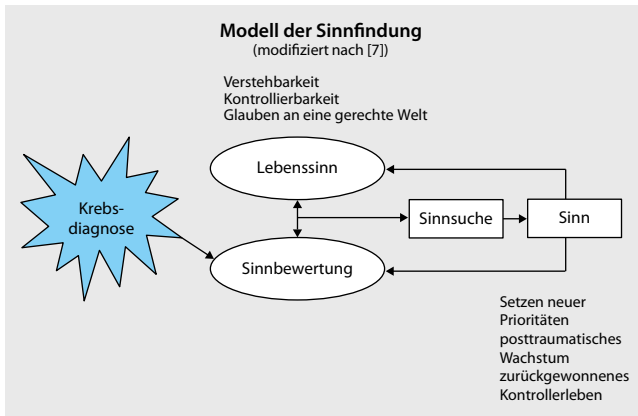 Modell der Sinnfindung
(modifiziert nach [7])
Verstehbarkeit
Kontrollierbarkeit
Glauben an eine gerechte Welt
Lebenssinn
Krebs-
diagnose
Sinnsuche
Sinn
Sinnbewertung
Setzen neuer
Prioritäten
posttraumatisches
Wachstum
zurückgewonnenes
Kontrollerleben